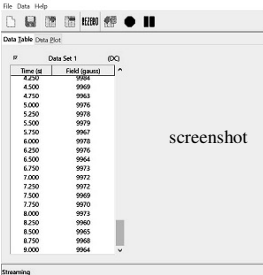 File Data Help
REZERO
Data Table Data Plot
# Data Set 1 (DC)
Time (s) Field (gauss)
4.250 9984
4.500 9969
4.750 9963
5.000 9976
5.250 9978
5.500 9979
5.750 9967
6.000 9978
6.250 9976
6.500 9964
6.750 9973
7.000 9972
7.250 9972
7.500 9969
7.750 9970
8.000 9973
8.250 9960
8.500 9965
8.750 9968
9.000 9964
screenshot
Streaming